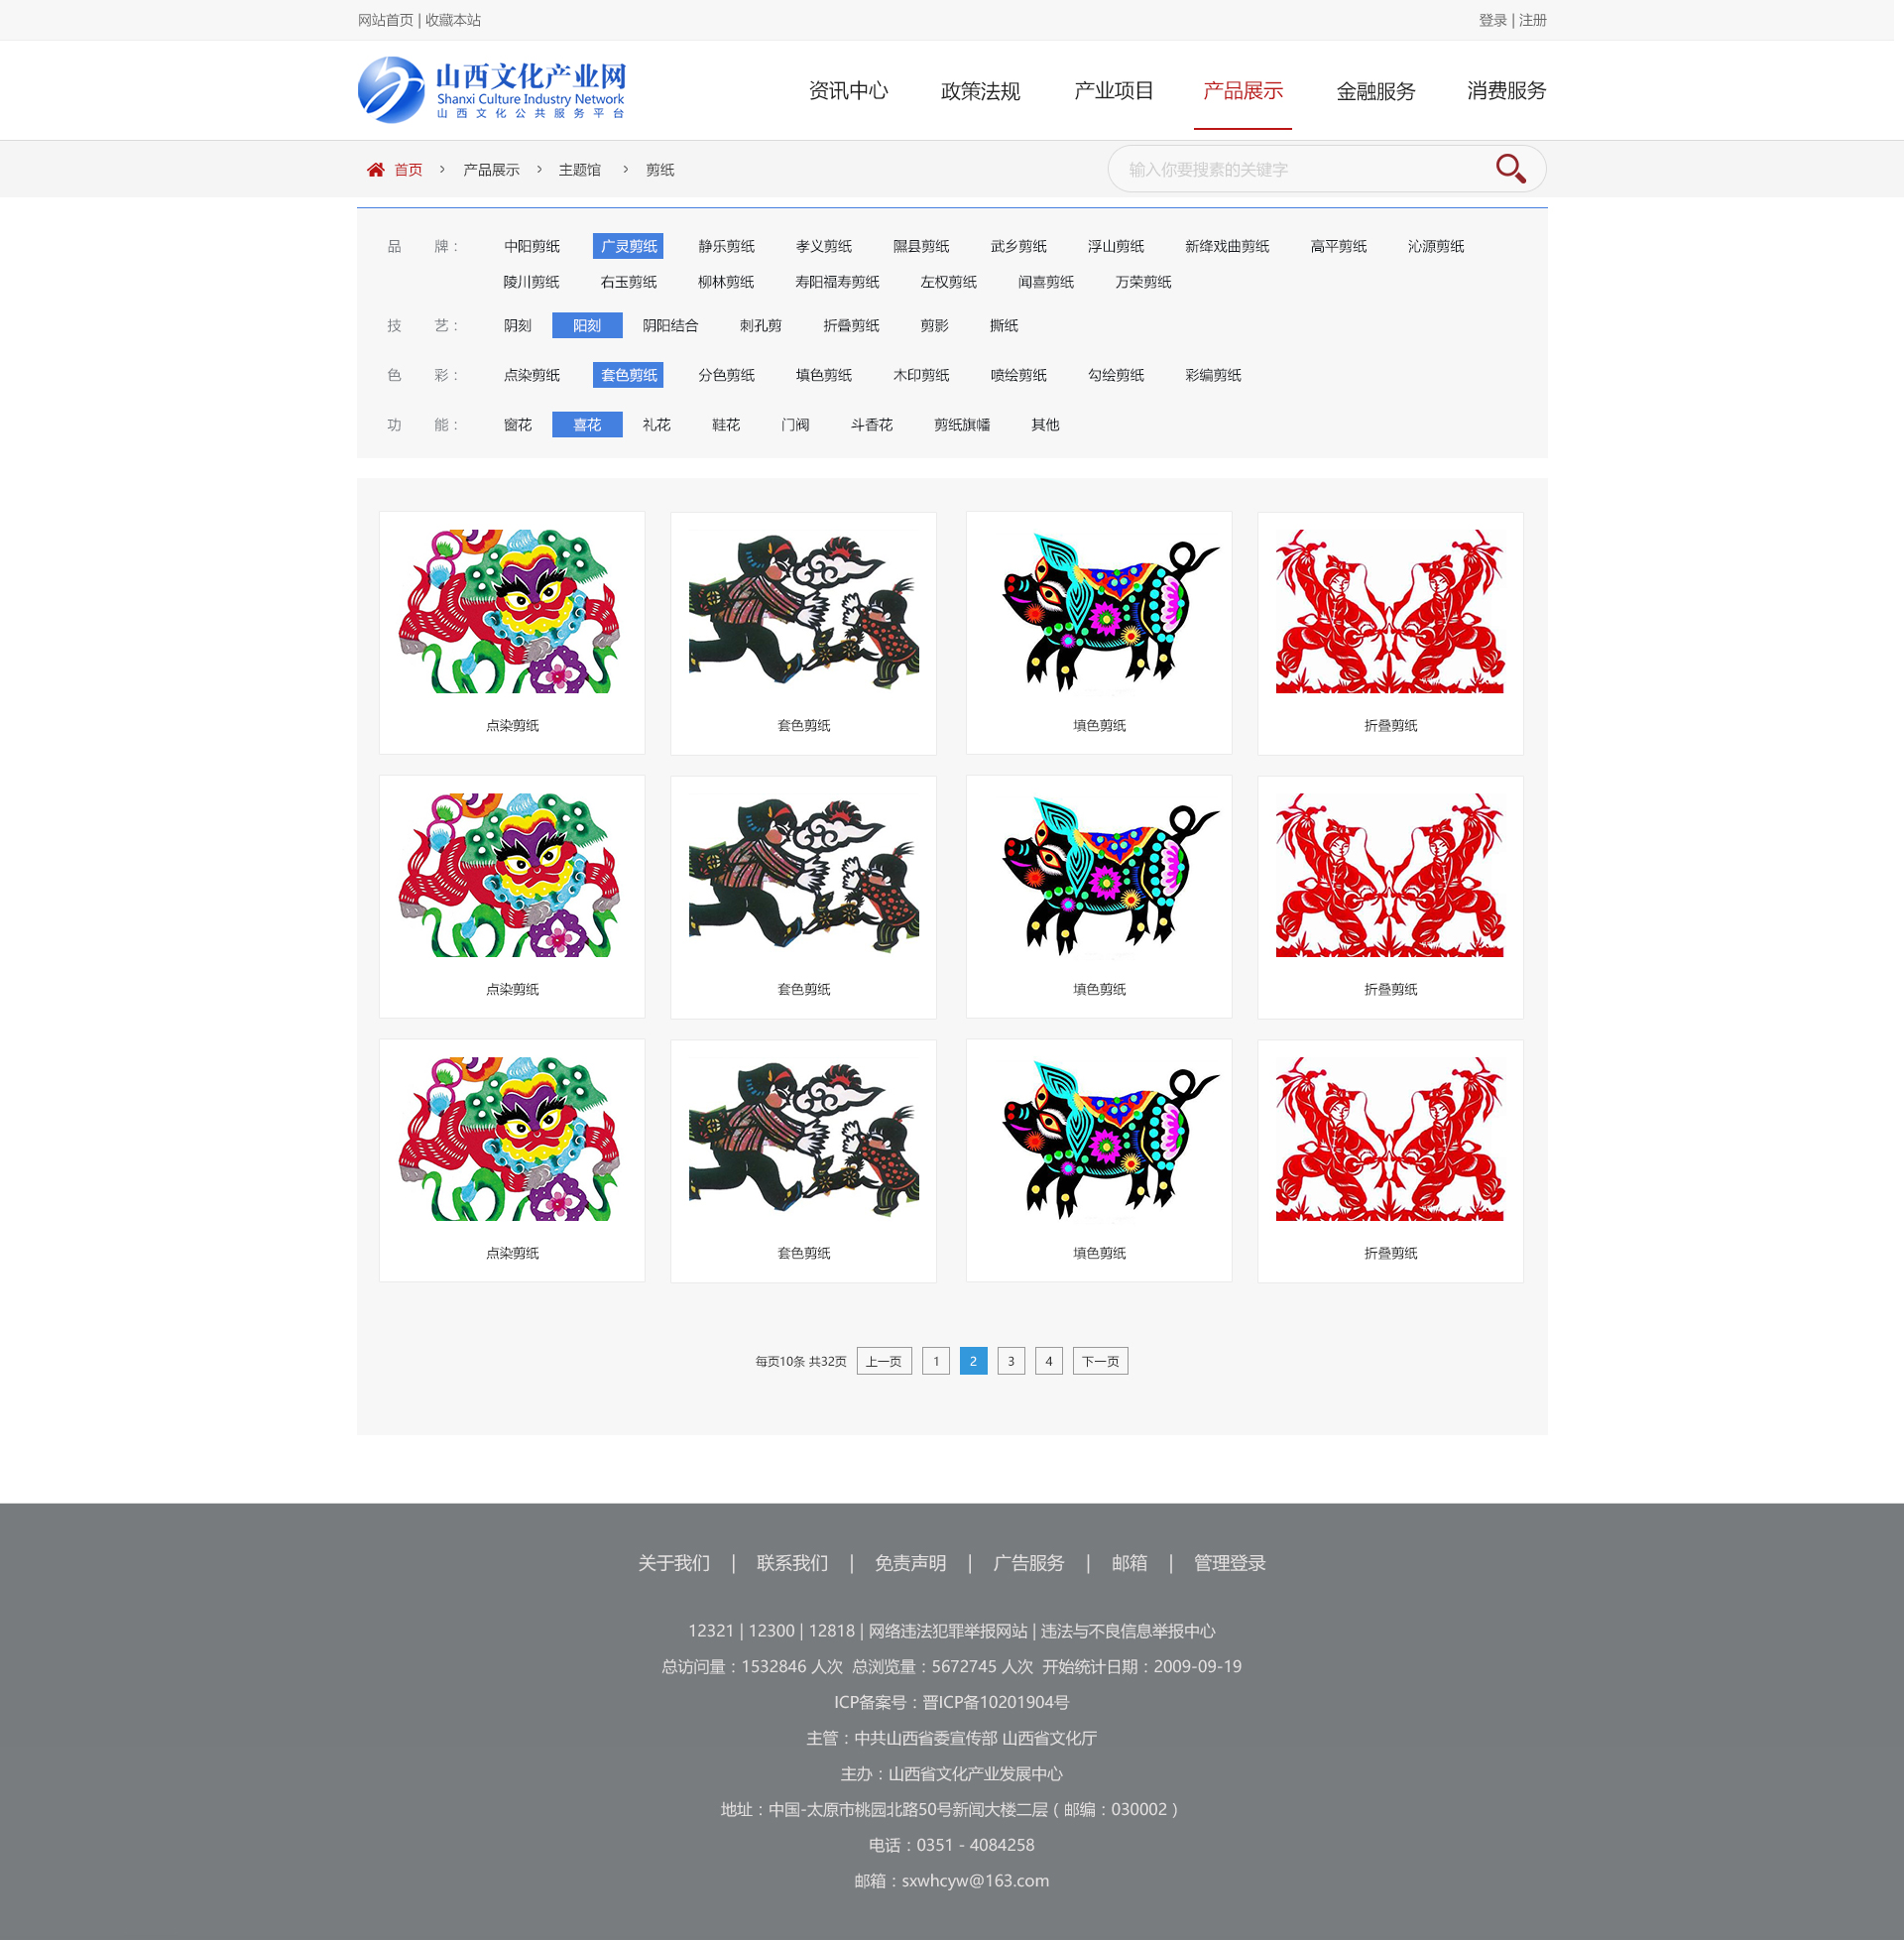 网站首页 | 收藏本站
登录 | 注册
山西文化产业网
Shanxi Culture Industry Network
山西文化公共服务平台
资讯中心 政策法规 产业项目 产品展示 金融服务 消费服务
首页 › 产品展示 › 主题馆 › 剪纸
输入你要搜素的关键字
品 牌： 中阳剪纸 广灵剪纸 静乐剪纸 孝义剪纸 隰县剪纸 武乡剪纸 浮山剪纸 新绛戏曲剪纸 高平剪纸 沁源剪纸
陵川剪纸 右玉剪纸 柳林剪纸 寿阳福寿剪纸 左权剪纸 闻喜剪纸 万荣剪纸
技 艺： 阴刻 阳刻 阴阳结合 刺孔剪 折叠剪纸 剪影 撕纸
色 彩： 点染剪纸 套色剪纸 分色剪纸 填色剪纸 木印剪纸 喷绘剪纸 勾绘剪纸 彩编剪纸
功 能： 窗花 喜花 礼花 鞋花 门阀 斗香花 剪纸旗幡 其他
点染剪纸 套色剪纸 填色剪纸 折叠剪纸
点染剪纸 套色剪纸 填色剪纸 折叠剪纸
点染剪纸 套色剪纸 填色剪纸 折叠剪纸
每页10条 共32页 上一页 1 2 3 4 下一页
关于我们 | 联系我们 | 免责声明 | 广告服务 | 邮箱 | 管理登录
12321 | 12300 | 12818 | 网络违法犯罪举报网站 | 违法与不良信息举报中心
总访问量：1532846 人次 总浏览量：5672745 人次 开始统计日期：2009-09-19
ICP备案号：晋ICP备10201904号
主管：中共山西省委宣传部 山西省文化厅
主办：山西省文化产业发展中心
地址：中国-太原市桃园北路50号新闻大楼二层（邮编：030002）
电话：0351 - 4084258
邮箱：sxwhcyw@163.com